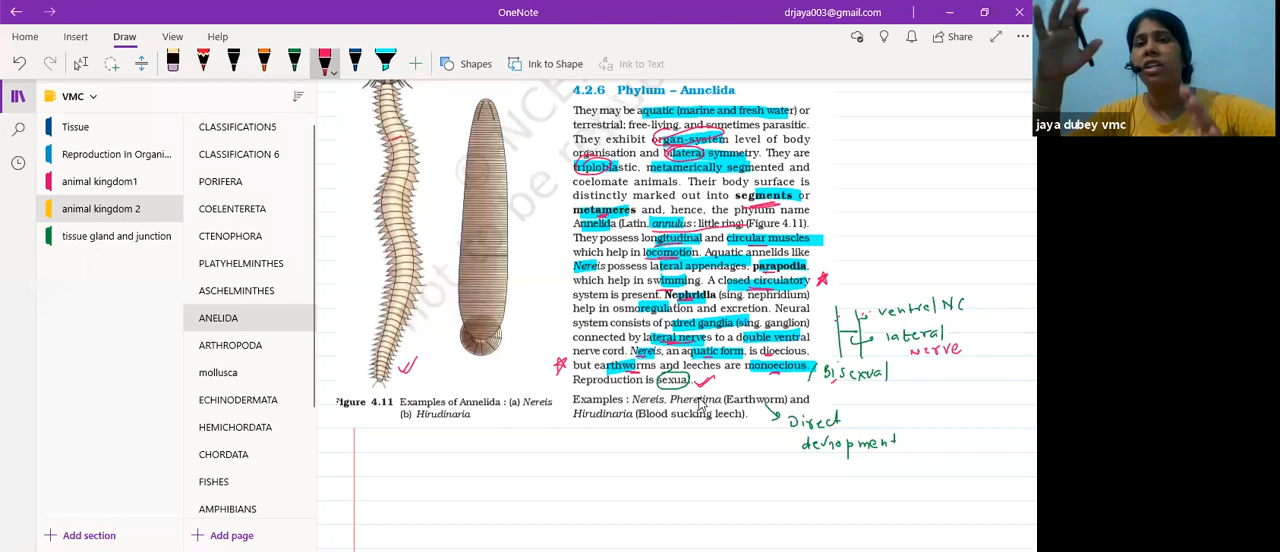 OneNote
drjaya003@gmail.com
Home Insert Draw View Help
Shapes
Ink to Shape
Ink to Text
Share
VMC
Tissue
Reproduction In Organi...
animal kingdom1
animal kingdom 2
tissue gland and junction
Add section
CLASSIFICATION5
CLASSIFICATION 6
PORIFERA
COELENTERETA
CTENOPHORA
PLATYHELMINTHES
ASCHELMINTHES
ANELIDA
ARTHROPODA
mollusca
ECHINODERMATA
HEMICHORDATA
CHORDATA
FISHES
AMPHIBIANS
Add page
4.2.6 Phylum – Annelida
They may be aquatic (marine and fresh water) or
terrestrial; free-living, and sometimes parasitic.
They exhibit organ-system level of body
organisation and bilateral symmetry. They are
triploblastic, metamerically segmented and
coelomate animals. Their body surface is
distinctly marked out into segments or
metameres and, hence, the phylum name
Annelida (Latin, annulus : little ring) (Figure 4.11).
They possess longitudinal and circular muscles
which help in locomotion. Aquatic annelids like
Nereis possess lateral appendages, parapodia,
which help in swimming. A closed circulatory
system is present. Nephridia (sing. nephridium)
help in osmoregulation and excretion. Neural
system consists of paired ganglia (sing. ganglion)
connected by lateral nerves to a double ventral
nerve cord. Nereis, an aquatic form, is dioecious,
but earthworms and leeches are monoecious.
Reproduction is sexual.
Examples : Nereis, Pheretima (Earthworm) and
Hirudinaria (Blood sucking leech).
igure 4.11 Examples of Annelida : (a) Nereis
(b) Hirudinaria
ventral NC
lateral
nerve
Bisexual
Direct
jaya dubey vmc